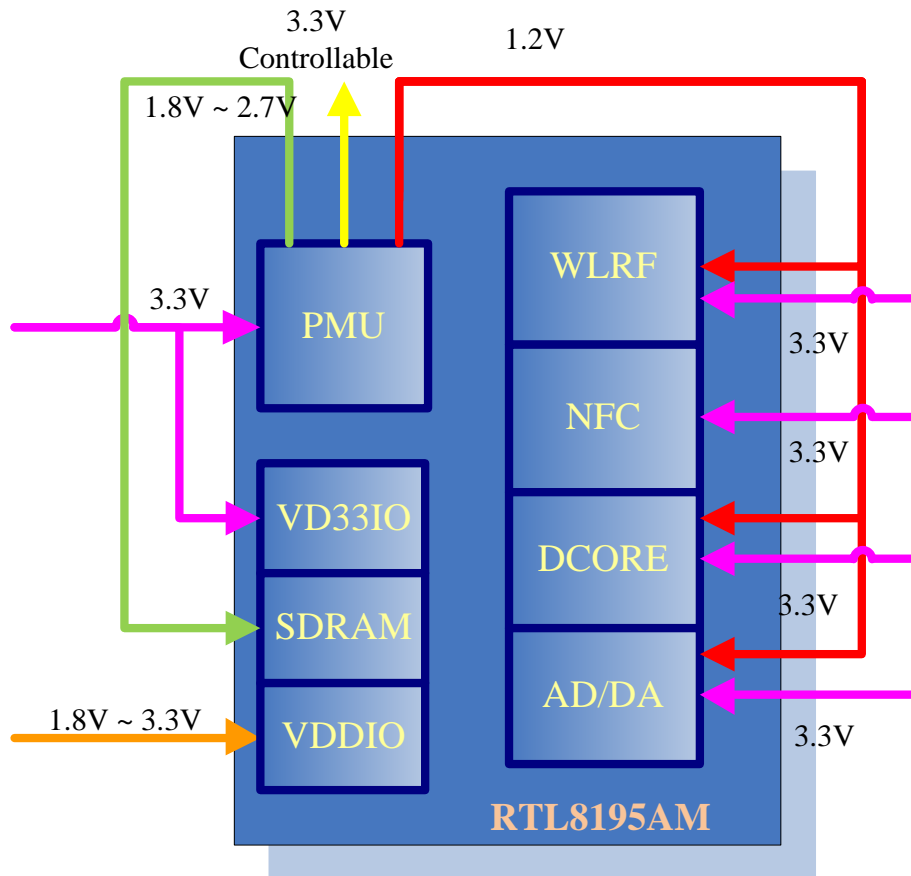 3.3V
Controllable
1.2V
1.8V ~ 2.7V
3.3V
PMU
WLRF
3.3V
NFC
3.3V
VD33IO
DCORE
3.3V
SDRAM
AD/DA
3.3V
1.8V ~ 3.3V
VDDIO
RTL8195AM